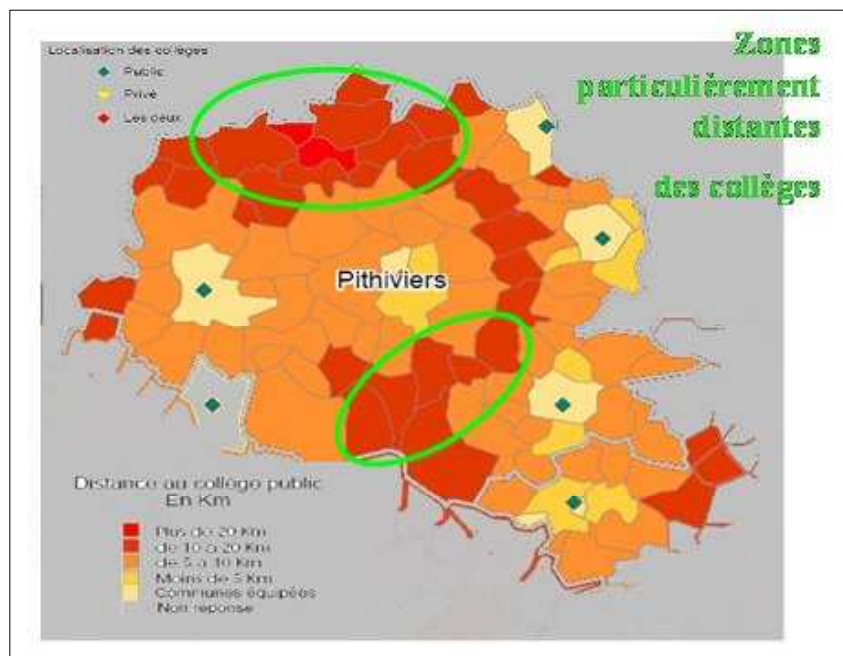 Zones
particulièrement
distantes
des collèges
Localisation des collèges
Public
Privé
Les deux
Pithiviers
Distance au collège public
En Km
Plus de 20 Km
de 10 à 20 Km
de 5 à 10 Km
Moins de 5 Km
Communes équipées
Non réponse